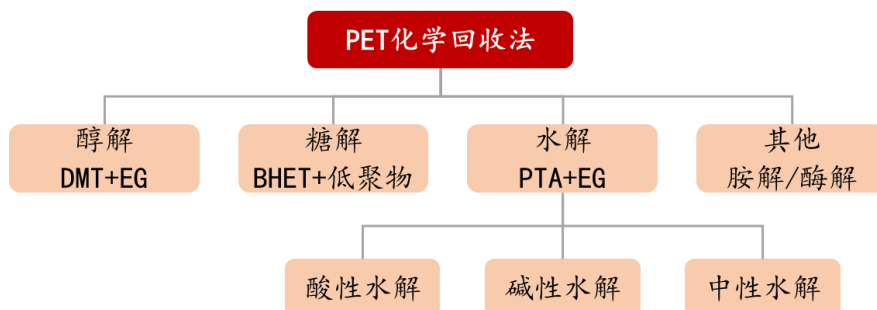 PET化学回收法
醇解
DMT+EG
糖解
BHET+低聚物
水解
PTA+EG
其他
胺解/酶解
酸性水解
碱性水解
中性水解